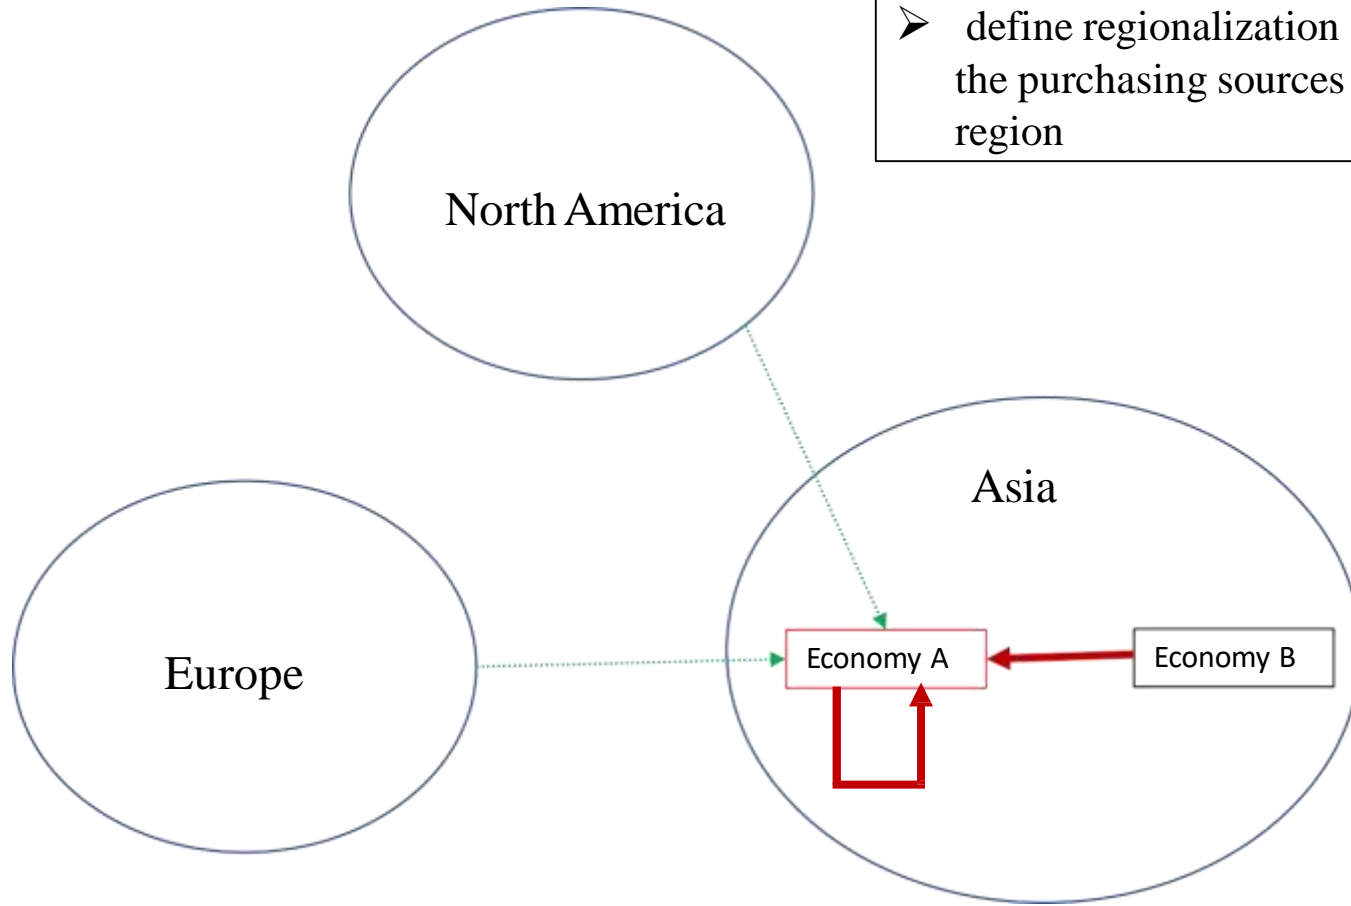 ➢ define regionalization
the purchasing sources
region
North America
Asia
Economy A
Economy B
Europe